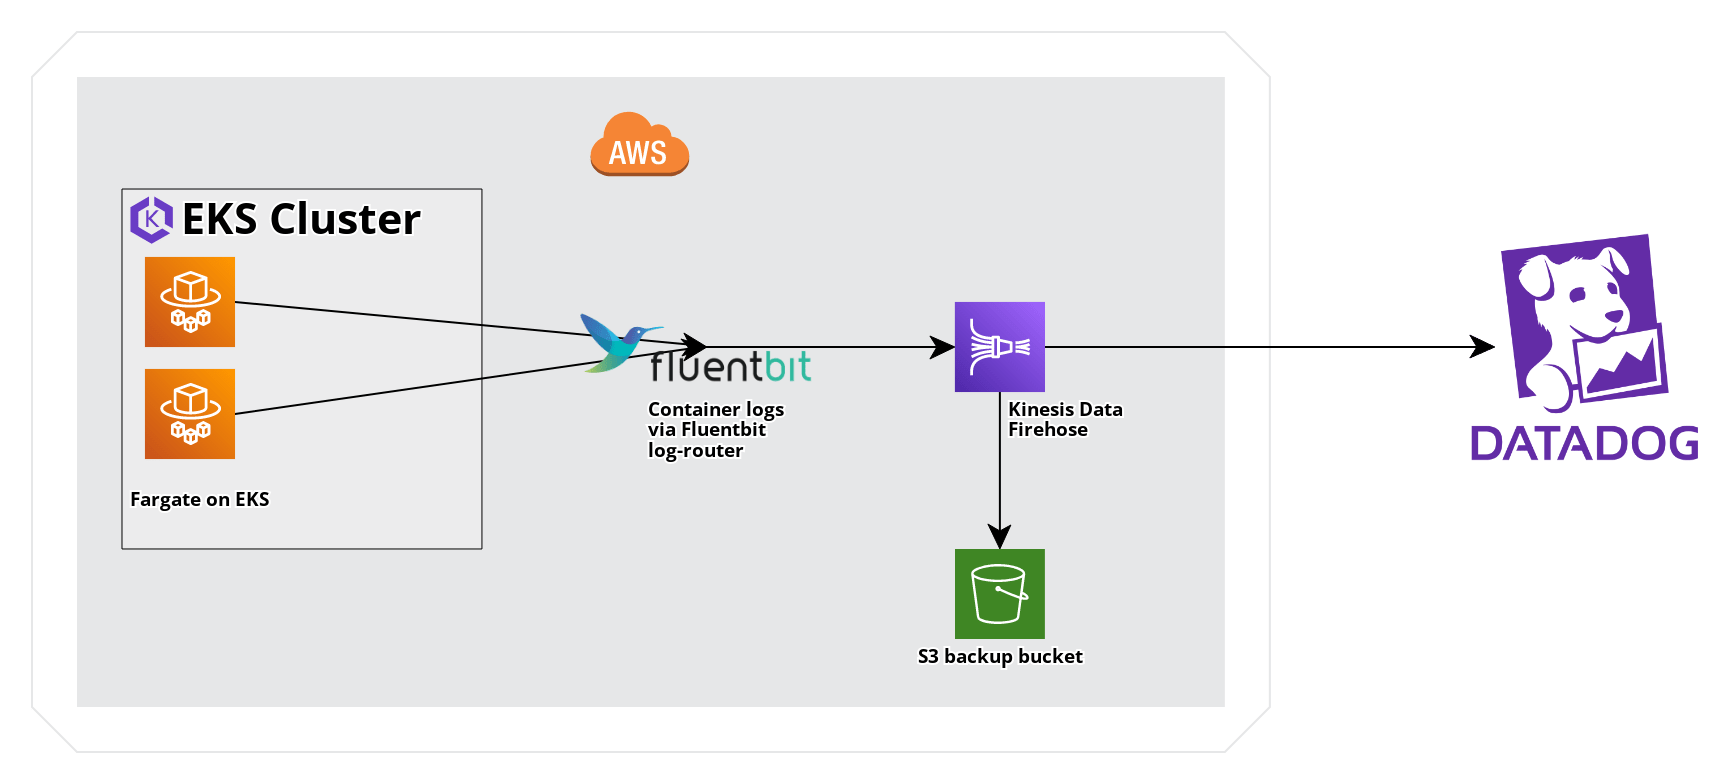 AWS
K
EKS Cluster
Fargate on EKS
fluentbit
Container logs
via Fluentbit
log-router
Kinesis Data
Firehose
S3 backup bucket
DATADOG